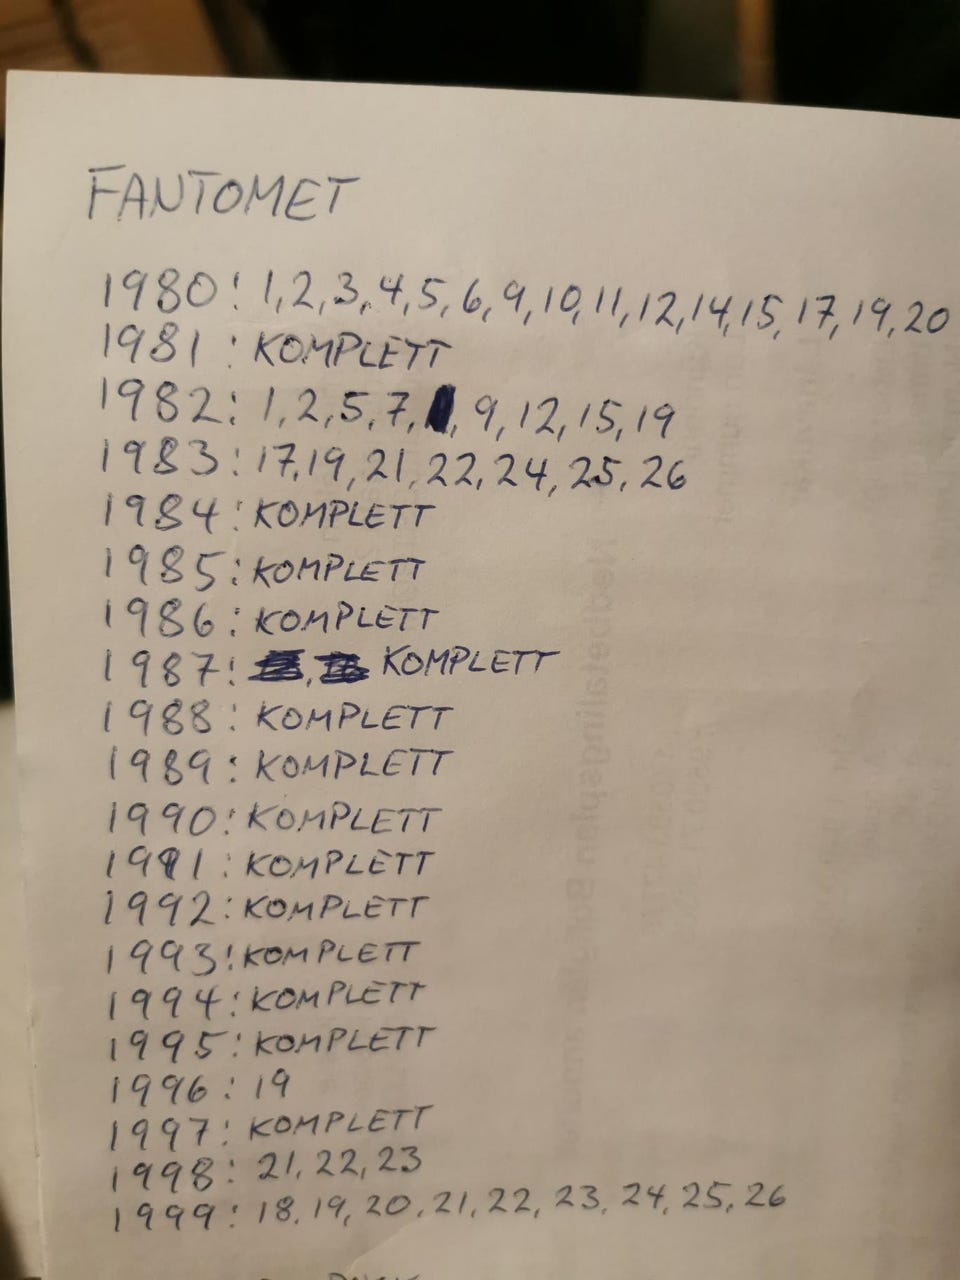 FANTOMET
1980: 1, 2, 3, 4, 5, 6, 9, 10, 11, 12, 14, 15, 17, 19, 20
1981: KOMPLETT
1982: 1, 2, 5, 7, 9, 12, 15, 19
1983: 17, 19, 21, 22, 24, 25, 26
1984: KOMPLETT
1985: KOMPLETT
1986: KOMPLETT
1987: KOMPLETT
1988: KOMPLETT
1989: KOMPLETT
1990: KOMPLETT
1991: KOMPLETT
1992: KOMPLETT
1993: KOMPLETT
1994: KOMPLETT
1995: KOMPLETT
1996: 19
1997: KOMPLETT
1998: 21, 22, 23
1999: 18, 19, 20, 21, 22, 23, 24, 25, 26